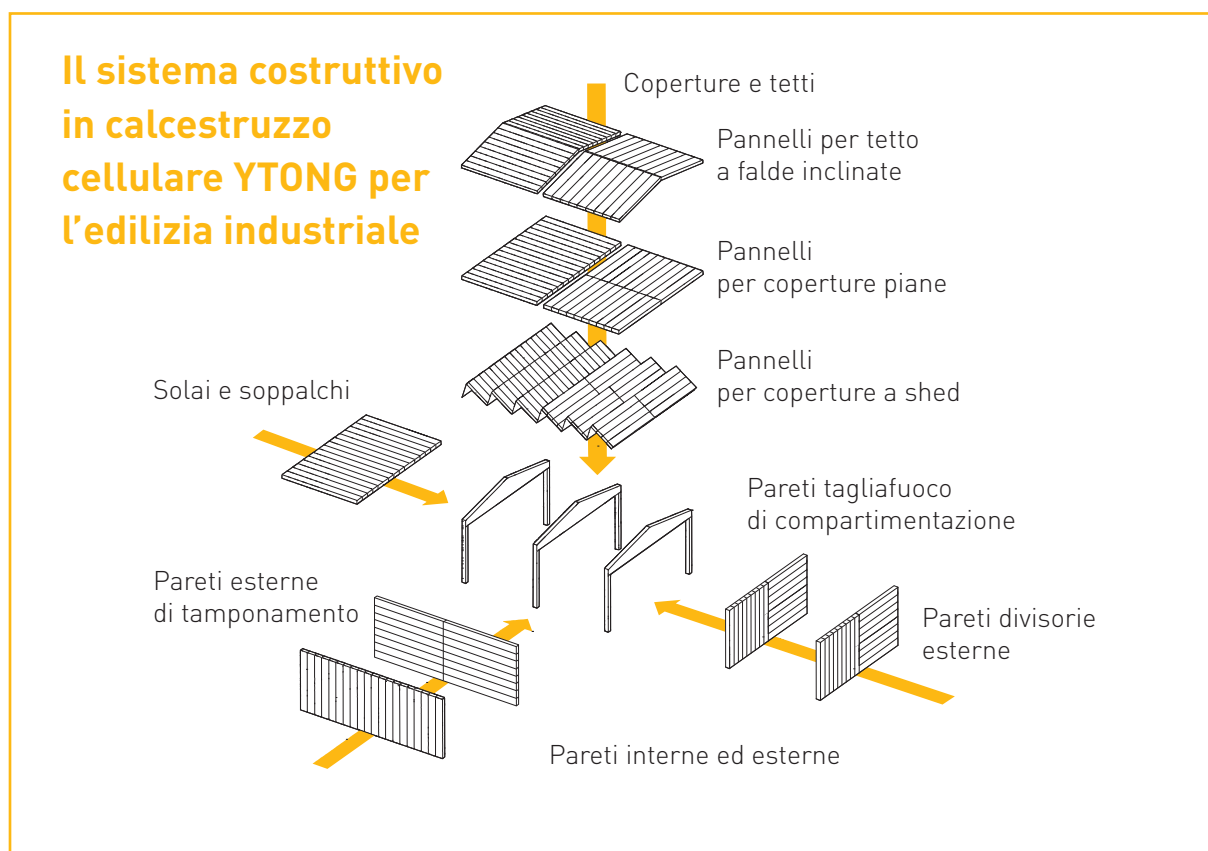 Il sistema costruttivo
in calcestruzzo
cellulare YTONG per
l'edilizia industriale
Coperture e tetti
Pannelli per tetto
a falde inclinate
Pannelli
per coperture piane
Pannelli
per coperture a shed
Solai e soppalchi
Pareti tagliafuoco
di compartimentazione
Pareti esterne
di tamponamento
Pareti divisorie
esterne
Pareti interne ed esterne